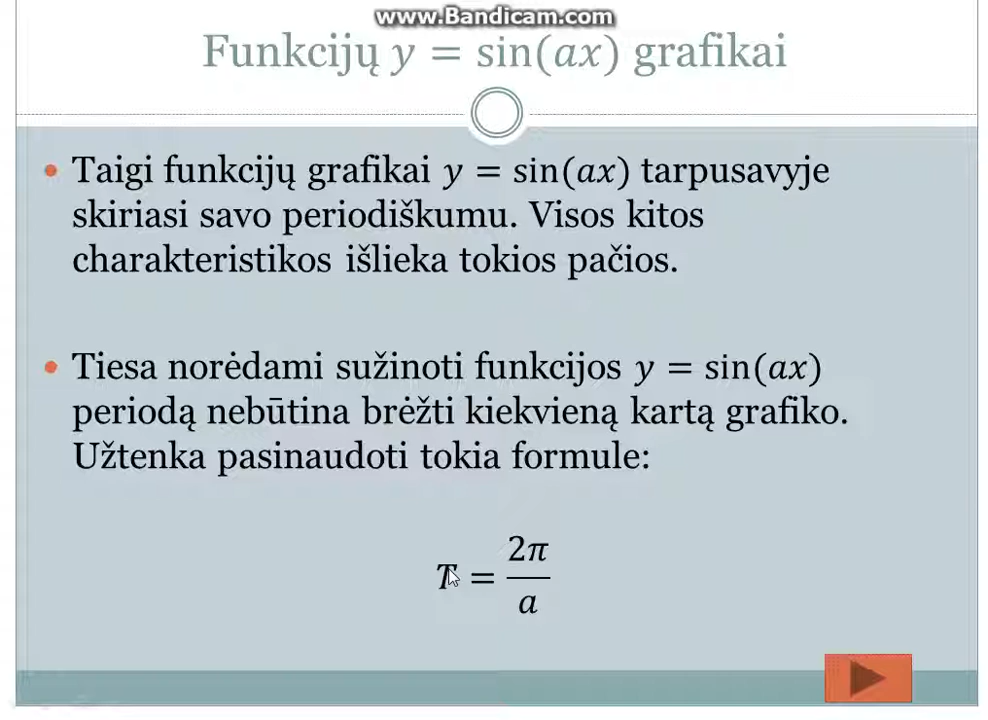 www.Bandicam.com
Funkcijų y = sin(ax) grafikai
• Taigi funkcijų grafikai y = sin(ax) tarpusavyje
skiriasi savo periodiškumu. Visos kitos
charakteristikos išlieka tokios pačios.
• Tiesa norėdami sužinoti funkcijos y = sin(ax)
periodą nebūtina brėžti kiekvieną kartą grafiko.
Užtenka pasinaudoti tokia formule:
T = 2π/a